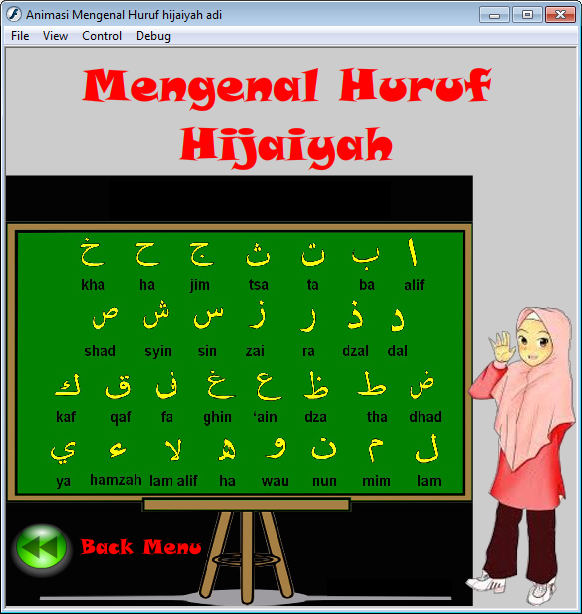 Animasi Mengenal Huruf hijaiyah adi
File View Control Debug
Mengenal Huruf
Hijaiyah
ا ب ت ث ج ح خ
kha ha jim tsa ta ba alif
د ذ ر ز س ش ص
shad syin sin zai ra dzal dal
ض ط ظ ع غ ف ق ك
kaf qaf fa ghin ‘ain dza tha dhad
ل م ن و ه لا ء ي
ya hamzah lam alif ha wau nun mim lam
Back Menu